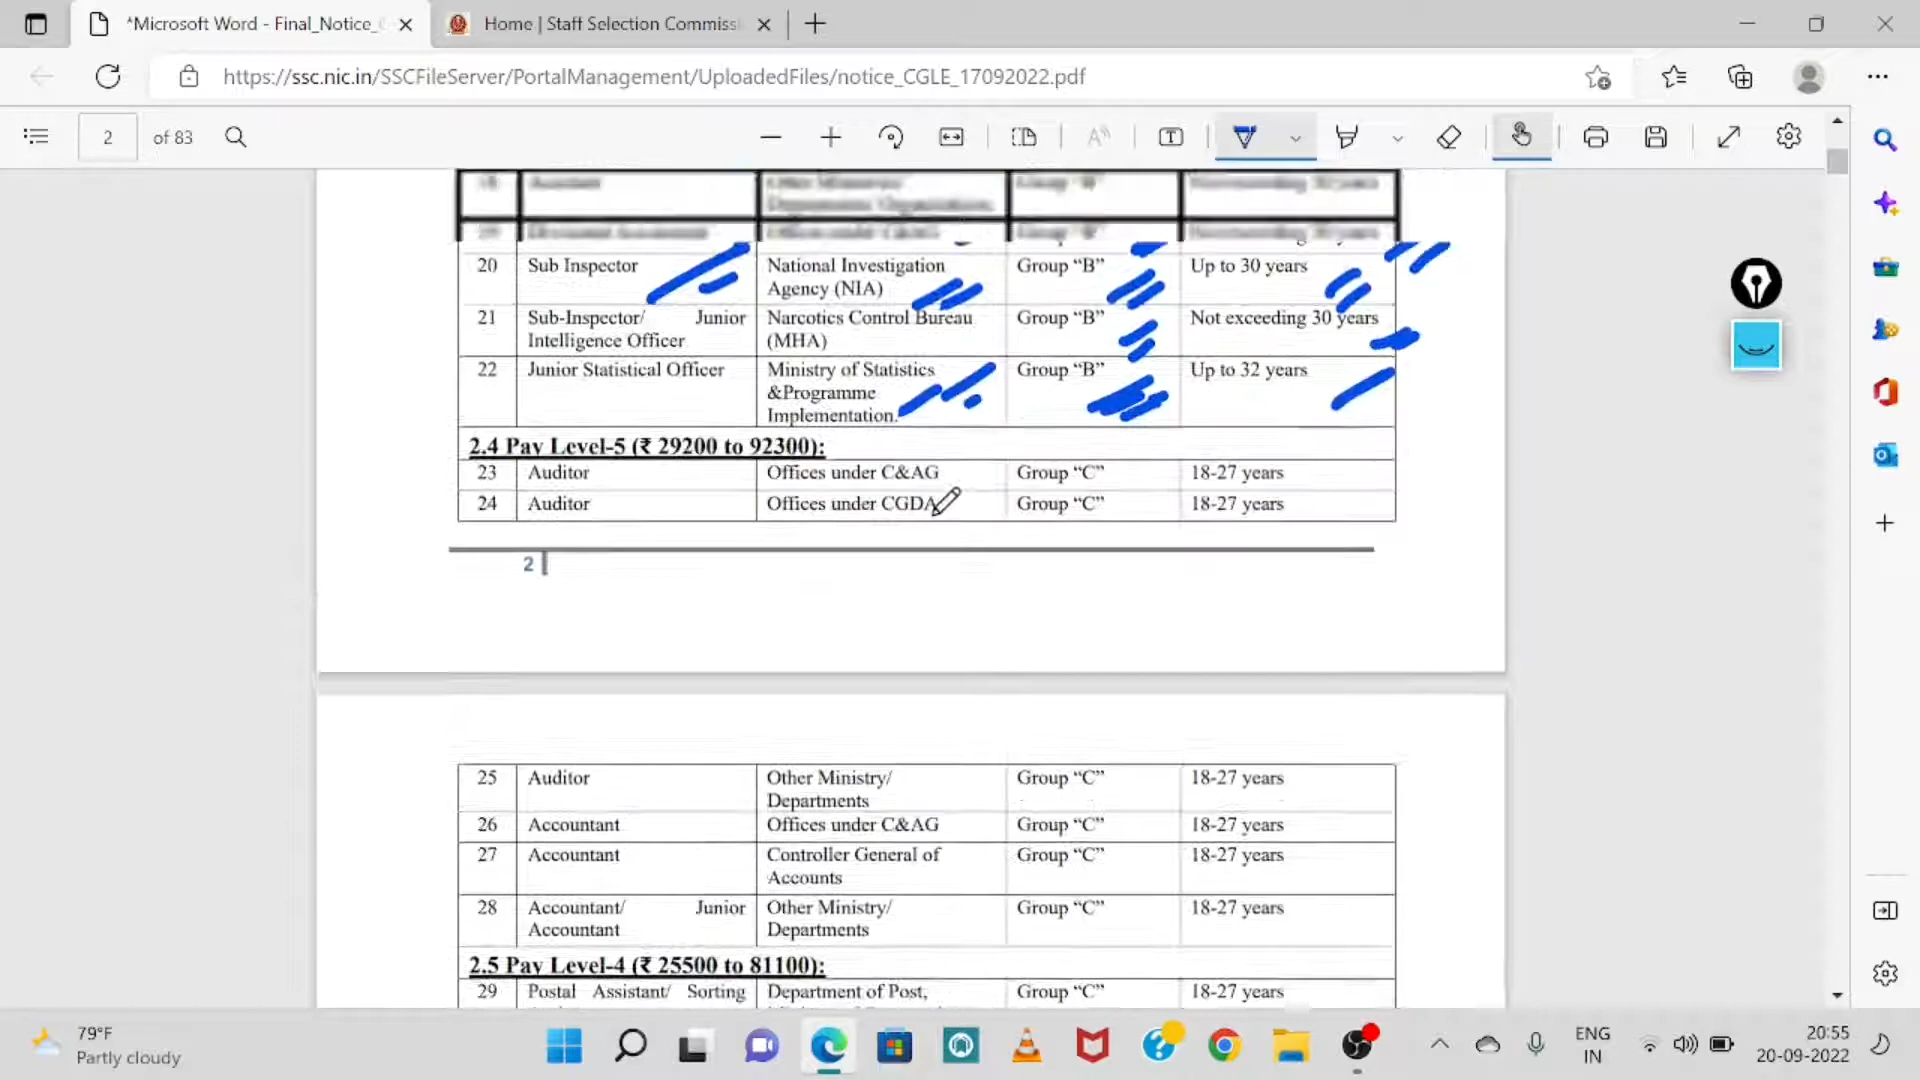 *Microsoft Word - Final_Notice_
Home | Staff Selection Commiss
https://ssc.nic.in/SSCFileServer/PortalManagement/UploadedFiles/notice_CGLE_17092022.pdf
2 of 83
20 Sub Inspector National Investigation Agency (NIA) Group “B” Up to 30 years
21 Sub-Inspector/ Junior Intelligence Officer Narcotics Control Bureau (MHA) Group “B” Not exceeding 30 years
22 Junior Statistical Officer Ministry of Statistics &Programme Implementation. Group “B” Up to 32 years
2.4 Pay Level-5 (₹ 29200 to 92300):
23 Auditor Offices under C&AG Group “C” 18-27 years
24 Auditor Offices under CGDA Group “C” 18-27 years
2
25 Auditor Other Ministry/ Departments Group “C” 18-27 years
26 Accountant Offices under C&AG Group “C” 18-27 years
27 Accountant Controller General of Accounts Group “C” 18-27 years
28 Accountant/ Junior Accountant Other Ministry/ Departments Group “C” 18-27 years
2.5 Pay Level-4 (₹ 25500 to 81100):
29 Postal Assistant/ Sorting Department of Post, Group “C” 18-27 years
79°F
Partly cloudy
ENG
IN
20:55
20-09-2022